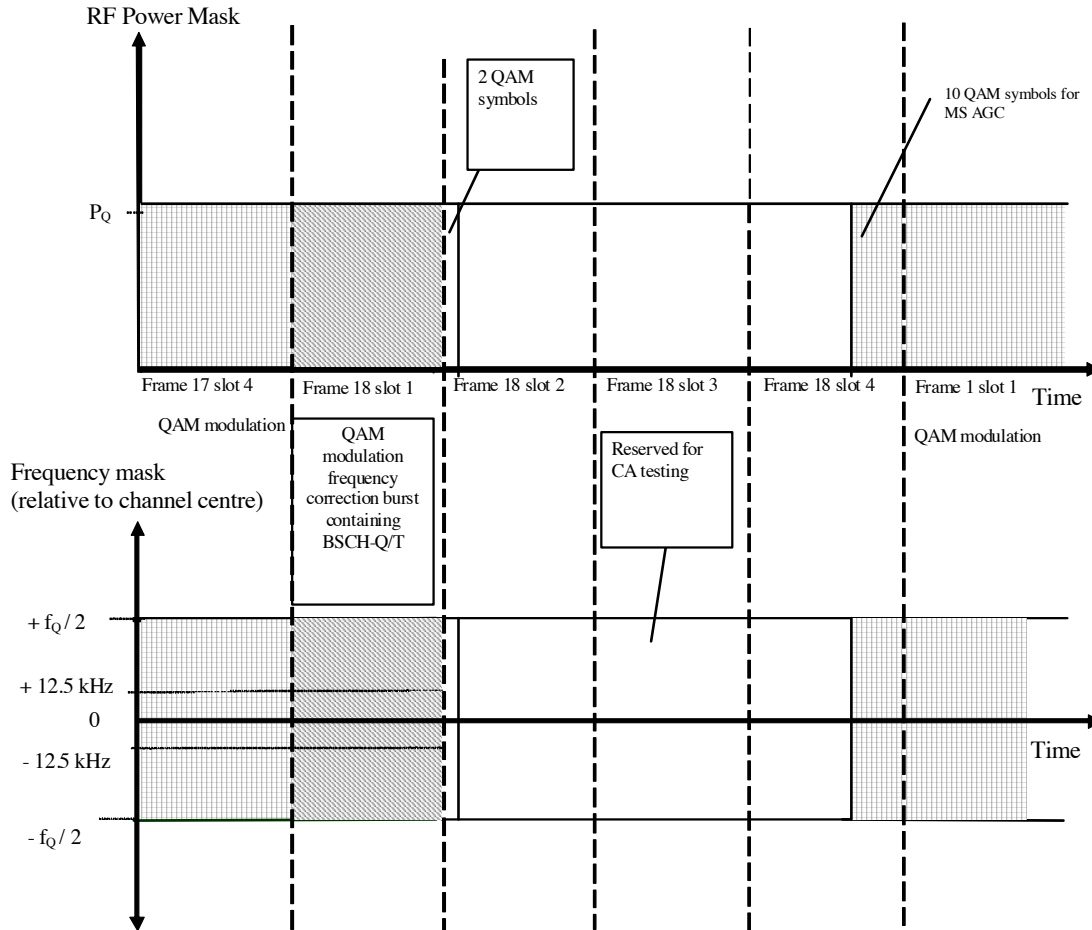 RF Power Mask
2 QAM
symbols
10 QAM symbols for
MS AGC
P_Q
Frame 17 slot 4
Frame 18 slot 1
Frame 18 slot 2
Frame 18 slot 3
Frame 18 slot 4
Frame 1 slot 1
Time
QAM modulation
QAM
modulation
frequency
correction burst
containing
BSCH-Q/T
Reserved for
CA testing
QAM modulation
Frequency mask
(relative to channel centre)
+ f_Q / 2
+ 12.5 kHz
0
- 12.5 kHz
Time
- f_Q / 2